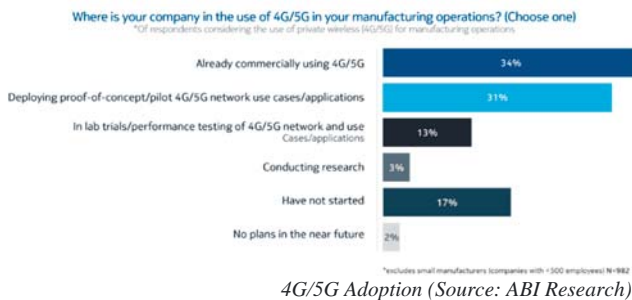 Where is your company in the use of 4G/5G in your manufacturing operations? (Choose one)
*Of respondents considering the use of private wireless (4G/5G) for manufacturing operations
Already commercially using 4G/5G
34%
Deploying proof-of-concept/pilot 4G/5G network use cases/applications
31%
In lab trials/performance testing of 4G/5G network and use
Cases/applications
13%
Conducting research
3%
Have not started
17%
No plans in the near future
2%
*excludes small manufacturers (companies with <500 employees) N=982
4G/5G Adoption (Source: ABI Research)